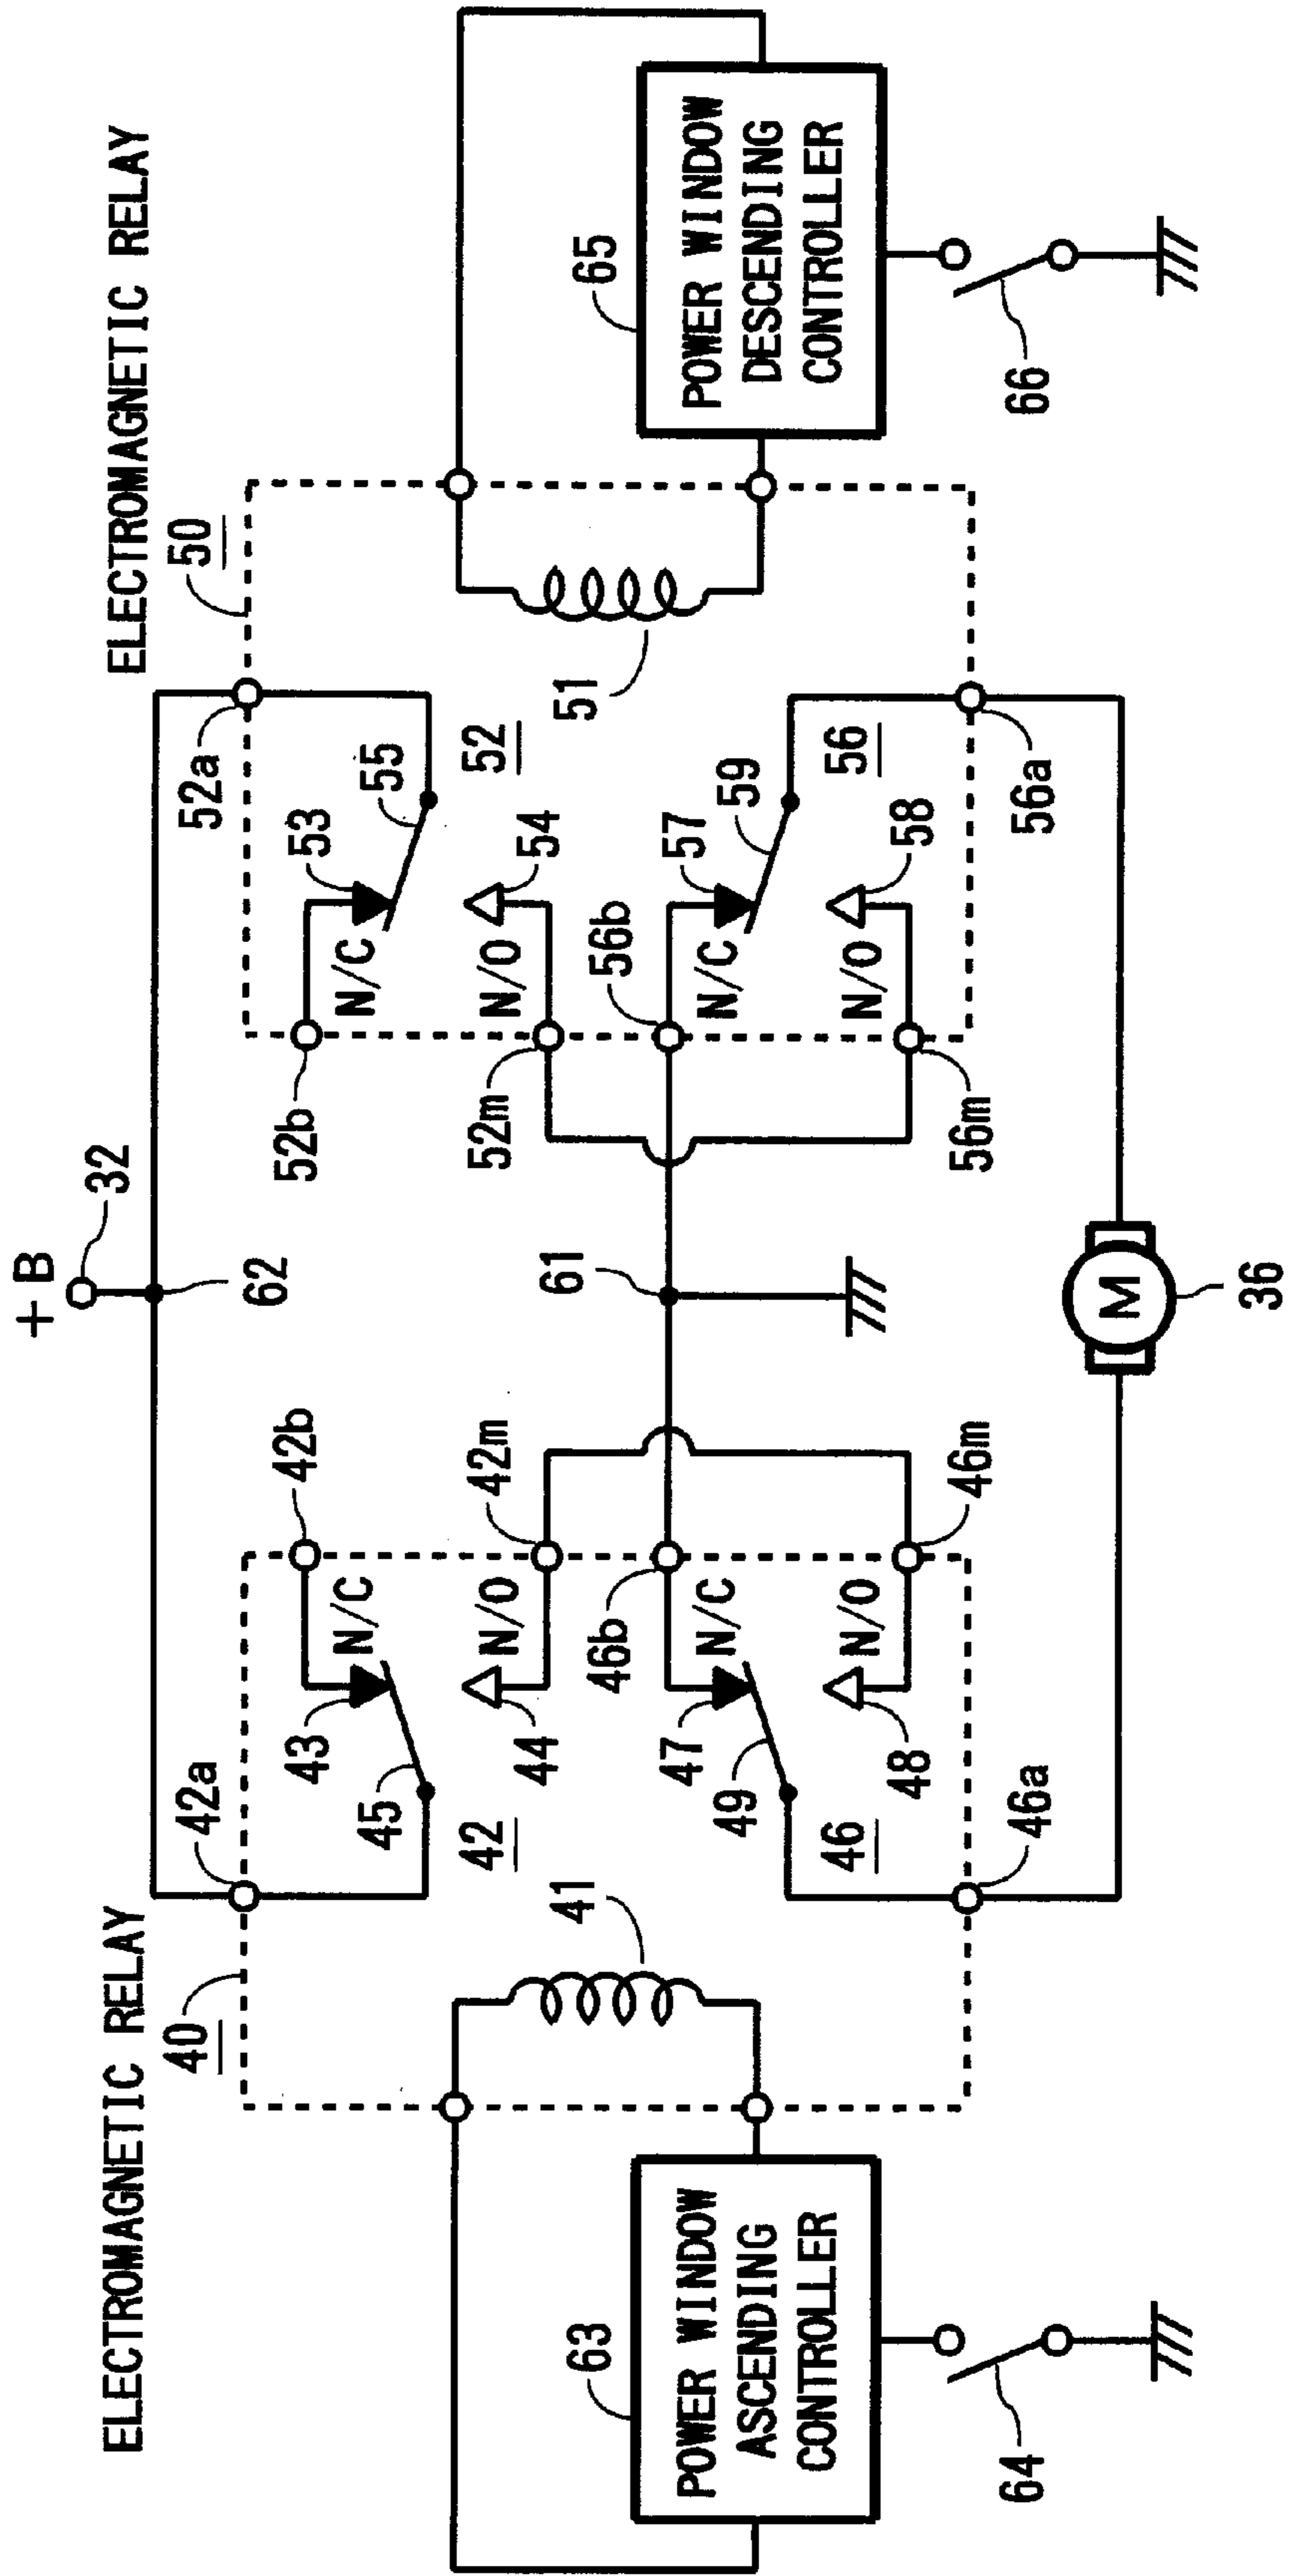 + B
32
62
ELECTROMAGNETIC RELAY
40
42a
42b
43
N/C
45
42
N/O
44
42m
41
46b
47
N/C
49
46
N/O
48
46m
46a
63
POWER WINDOW
ASCENDING
CONTROLLER
64
61
M
36
ELECTROMAGNETIC RELAY
50
52a
52b
53
N/C
55
52
N/O
54
52m
51
56b
57
N/C
59
56
N/O
58
56m
56a
65
POWER WINDOW
DESCENDING
CONTROLLER
66